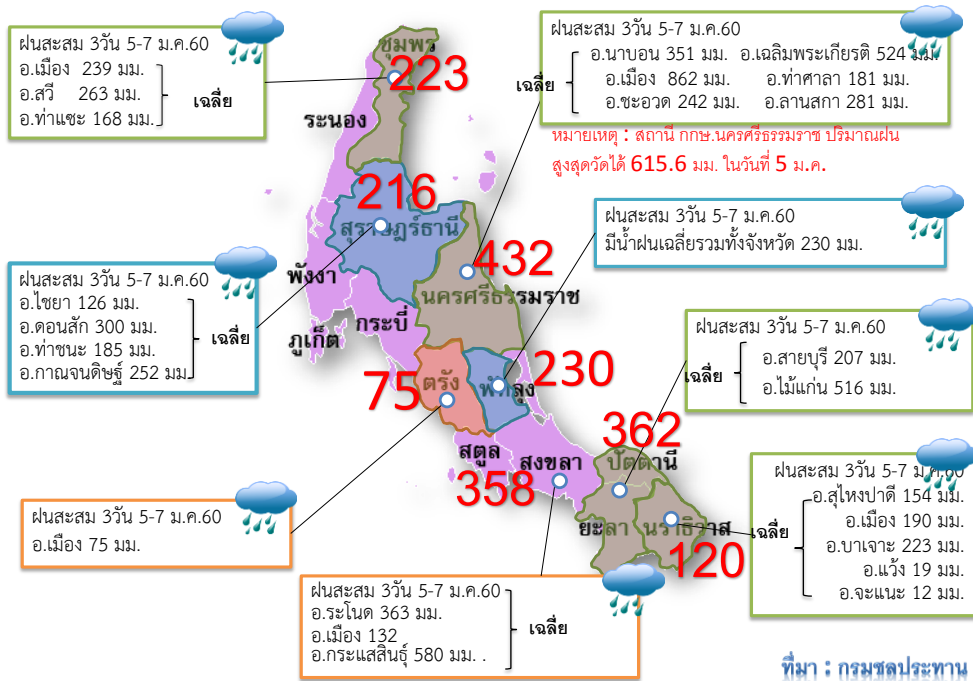 ฝนสะสม 3วัน 5-7 ม.ค.60
อ.เมือง 239 มม.
อ.สวี 263 มม.
อ.ท่าแซะ 168 มม.
เฉลี่ย
ชุมพร
223
ระนอง
ฝนสะสม 3วัน 5-7 ม.ค.60
อ.นาบอน 351 มม. อ.เฉลิมพระเกียรติ 524 มม.
เฉลี่ย อ.เมือง 862 มม. อ.ท่าศาลา 181 มม.
อ.ชะอวด 242 มม. อ.ลานสกา 281 มม.
หมายเหตุ : สถานี กกษ.นครศรีธรรมราช ปริมาณฝน
สูงสุดวัดได้ 615.6 มม. ในวันที่ 5 ม.ค.
216
สุราษฎร์ธานี
ฝนสะสม 3วัน 5-7 ม.ค.60
มีน้ำฝนเฉลี่ยรวมทั้งจังหวัด 230 มม.
432
นครศรีธรรมราช
พังงา
กระบี่
ภูเก็ต
ฝนสะสม 3วัน 5-7 ม.ค.60
อ.ไชยา 126 มม.
อ.ดอนสัก 300 มม.
อ.ท่าชนะ 185 มม.
อ.กาณจนดิษฐ์ 252 มม.
เฉลี่ย
75
ตรัง
พัทลุง
230
ฝนสะสม 3วัน 5-7 ม.ค.60
อ.สายบุรี 207 มม.
เฉลี่ย
อ.ไม้แก่น 516 มม.
362
ปัตตานี
สตูล
สงขลา
358
ยะลา
นราธิวาส
120
ฝนสะสม 3วัน 5-7 ม.ค.60
อ.สุไหงปาดี 154 มม.
อ.เมือง 190 มม.
เฉลี่ย
อ.บาเจาะ 223 มม.
อ.แว้ง 19 มม.
อ.จะแนะ 12 มม.
ฝนสะสม 3วัน 5-7 ม.ค.60
อ.เมือง 75 มม.
ฝนสะสม 3วัน 5-7 ม.ค.60
อ.ระโนด 363 มม.
อ.เมือง 132
อ.กระแสสินธุ์ 580 มม. .
เฉลี่ย
ที่มา : กรมชลประทาน